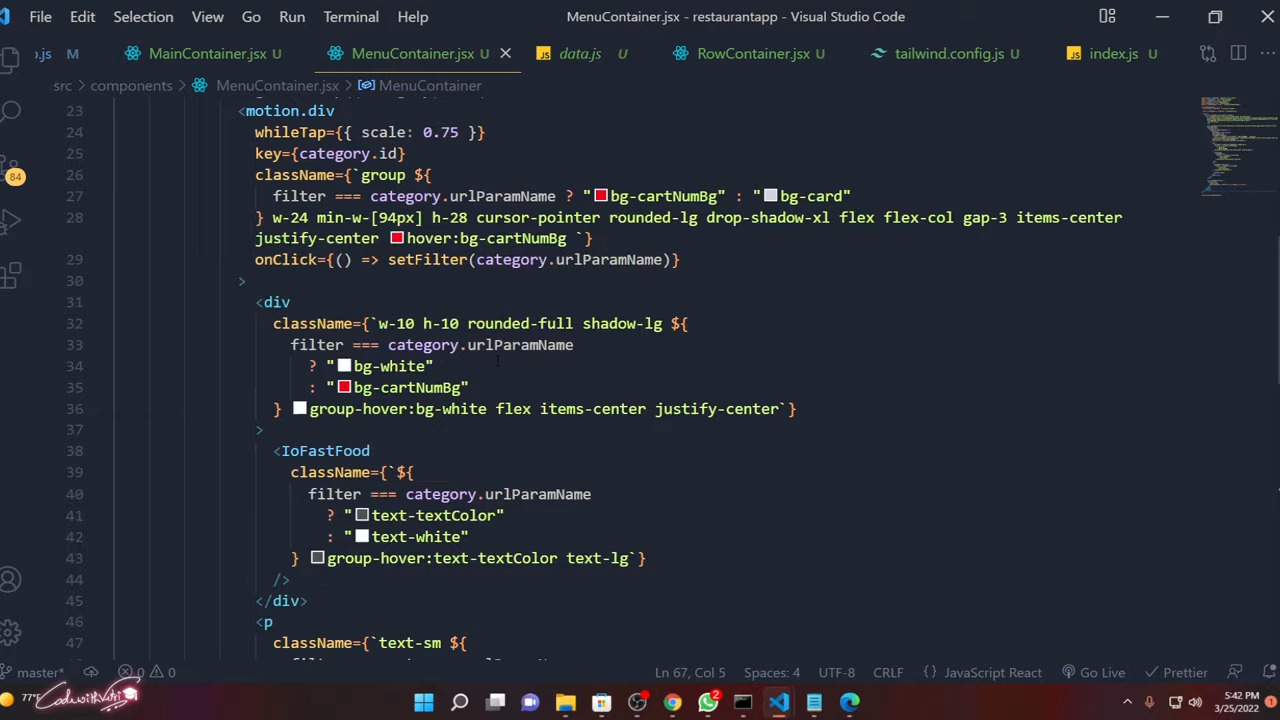 File Edit Selection View Go Run Terminal Help MenuContainer.jsx - restaurantapp - Visual Studio Code
p.js M MainContainer.jsx U MenuContainer.jsx U data.js U RowContainer.jsx U tailwind.config.js U index.js U
src > components > MenuContainer.jsx > MenuContainer
23 <motion.div
24 whileTap={{ scale: 0.75 }}
25 key={category.id}
26 className={`group ${
27 filter === category.urlParamName ? "bg-cartNumBg" : "bg-card"
28 } w-24 min-w-[94px] h-28 cursor-pointer rounded-lg drop-shadow-xl flex flex-col gap-3 items-center
justify-center hover:bg-cartNumBg `}
29 onClick={() => setFilter(category.urlParamName)}
30 >
31 <div
32 className={`w-10 h-10 rounded-full shadow-lg ${
33 filter === category.urlParamName
34 ? "bg-white"
35 : "bg-cartNumBg"
36 } group-hover:bg-white flex items-center justify-center`}
37 >
38 <IoFastFood
39 className={`${
40 filter === category.urlParamName
41 ? "text-textColor"
42 : "text-white"
43 } group-hover:text-textColor text-lg`}
44 />
45 </div>
46 <p
47 className={`text-sm ${
84
master* 0 0 Ln 67, Col 5 Spaces: 4 UTF-8 CRLF JavaScript React Go Live Prettier
77°F 2 5:42 PM
3/25/2022 1